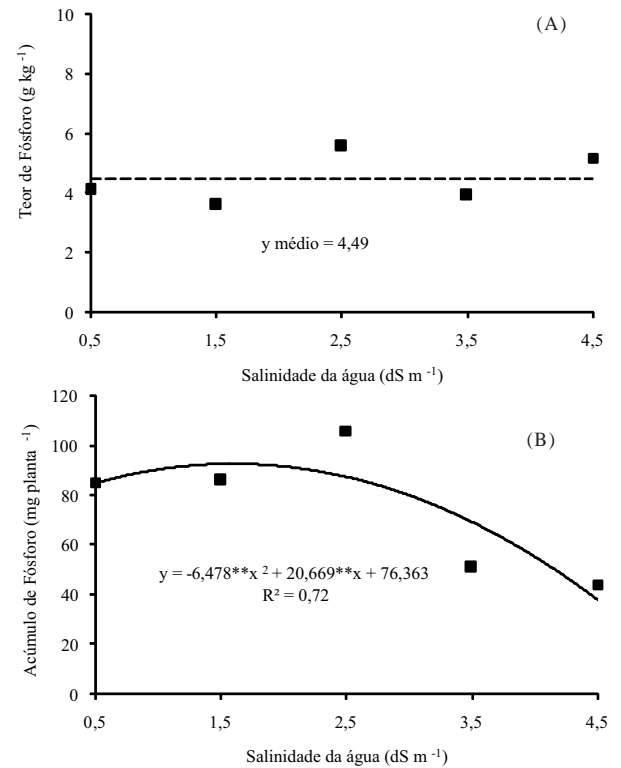 (A)
Teor de Fósforo (g kg -1)
10
8
6
4
2
0
y médio = 4,49
0,5 1,5 2,5 3,5 4,5
Salinidade da água (dS m -1)
(B)
Acúmulo de Fósforo (mg planta -1)
120
100
80
60
40
20
0
y = -6,478**x 2 + 20,669**x + 76,363
R² = 0,72
0,5 1,5 2,5 3,5 4,5
Salinidade da água (dS m -1)